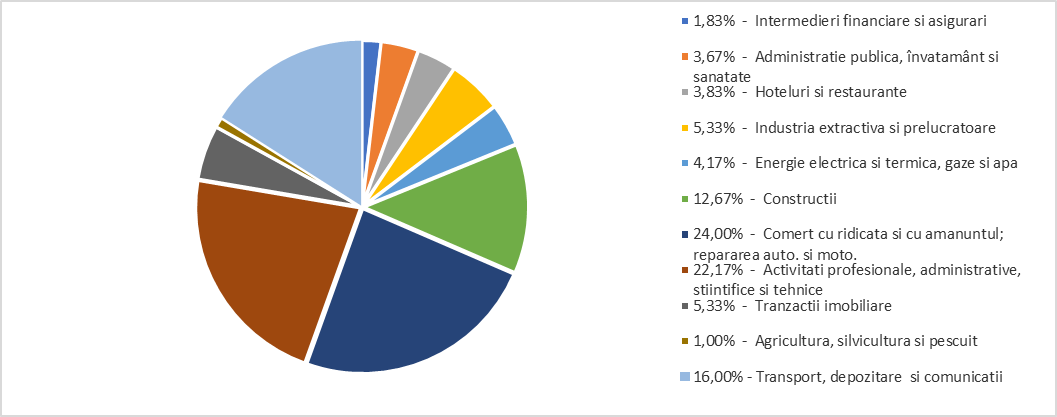 1,83% - Intermedieri financiare si asigurari
3,67% - Administratie publica, învatamânt si
sanatate
3,83% - Hoteluri si restaurante
5,33% - Industria extractiva si prelucratoare
4,17% - Energie electrica si termica, gaze si apa
12,67% - Constructii
24,00% - Comert cu ridicata si cu amanuntul;
repararea auto. si moto.
22,17% - Activitati profesionale, administrative,
stiintifice si tehnice
5,33% - Tranzactii imobiliare
1,00% - Agricultura, silvicultura si pescuit
16,00% - Transport, depozitare si comunicatii